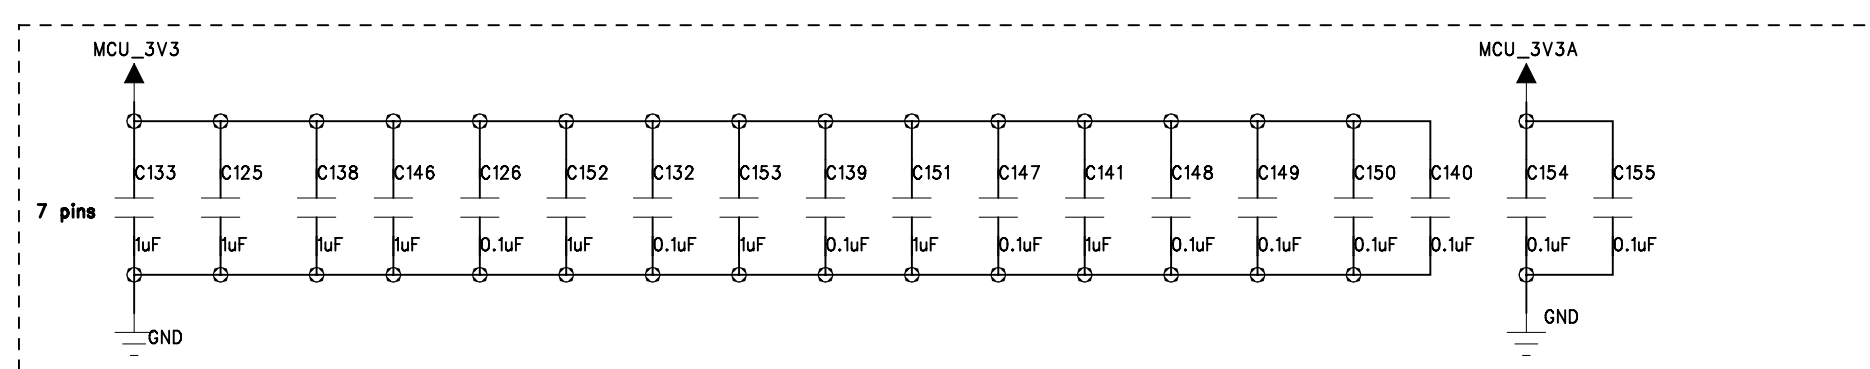 MCU_3V3 MCU_3V3A
C133 C125 C138 C146 C126 C152 C132 C153 C139 C151 C147 C141 C148 C149 C150 C140 C154 C155
7 pins
1uF 1uF 1uF 1uF 0.1uF 1uF 0.1uF 1uF 0.1uF 1uF 0.1uF 1uF 0.1uF 0.1uF 0.1uF 0.1uF 0.1uF 0.1uF
GND GND